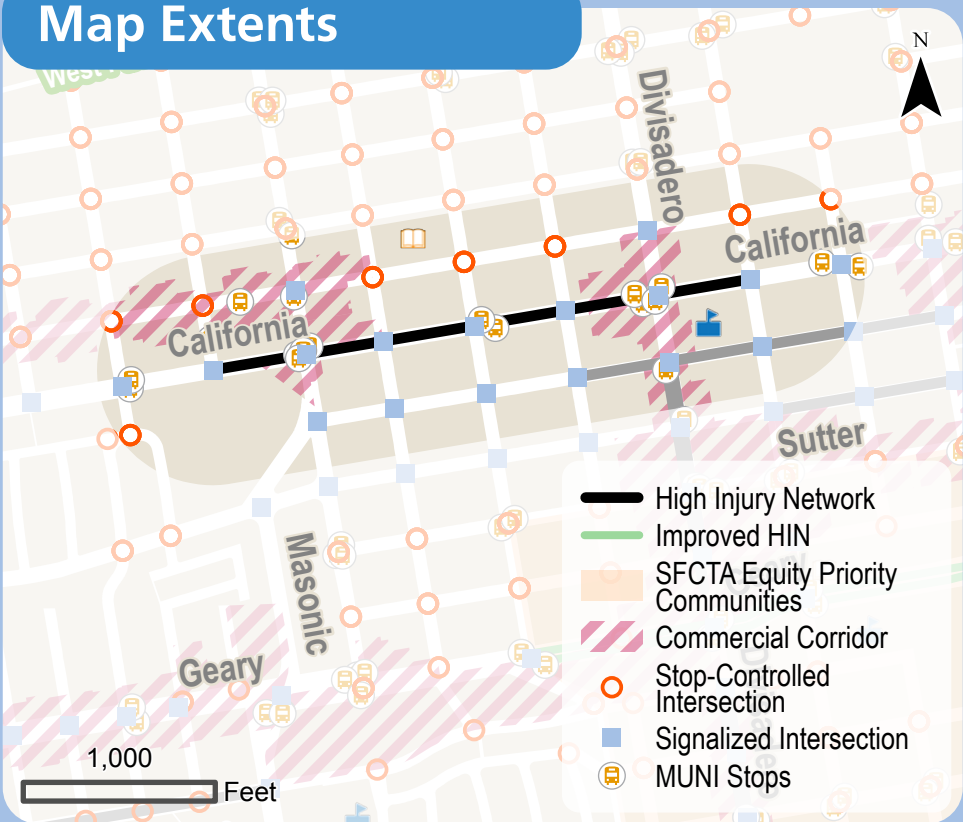 Map Extents
N
Divisadero
California
California
Sutter
Masonic
Geary
High Injury Network
Improved HIN
SFCTA Equity Priority
Communities
Commercial Corridor
Stop-Controlled
Intersection
Signalized Intersection
MUNI Stops
1,000
Feet